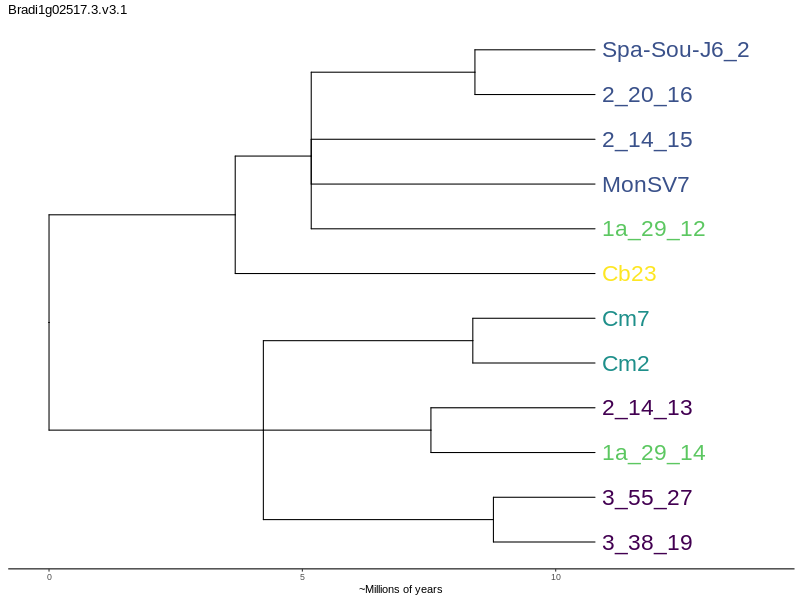 Bradi1g02517.3.v3.1
Spa-Sou-J6_2
2_20_16
2_14_15
MonSV7
1a_29_12
Cb23
Cm7
Cm2
2_14_13
1a_29_14
3_55_27
3_38_19
0 5 10
~Millions of years